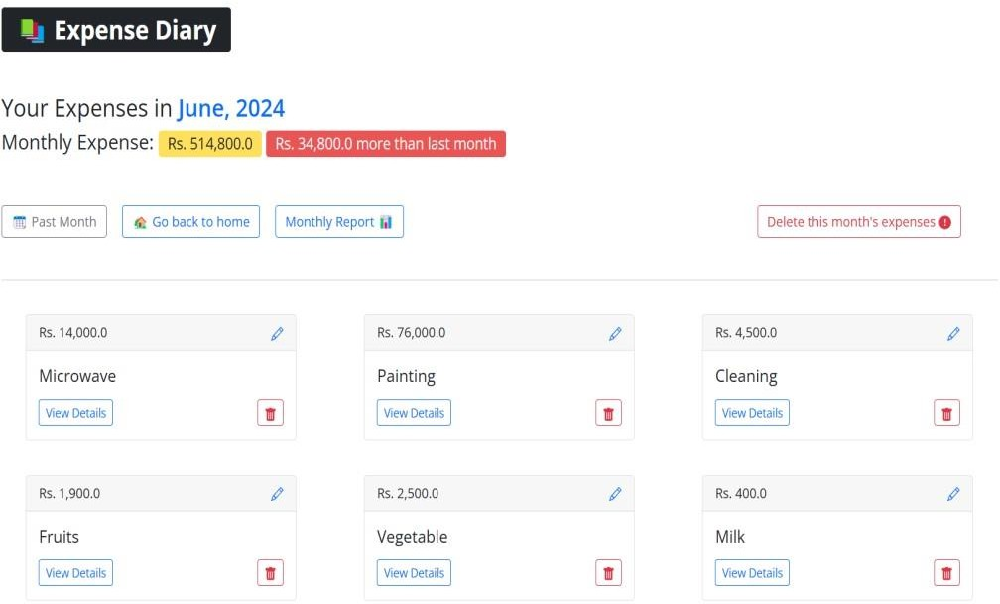 Expense Diary
Your Expenses in June, 2024
Monthly Expense: Rs. 514,800.0 Rs. 34,800.0 more than last month
Past Month Go back to home Monthly Report Delete this month's expenses
Rs. 14,000.0
Microwave
View Details
Rs. 76,000.0
Painting
View Details
Rs. 4,500.0
Cleaning
View Details
Rs. 1,900.0
Fruits
View Details
Rs. 2,500.0
Vegetable
View Details
Rs. 400.0
Milk
View Details